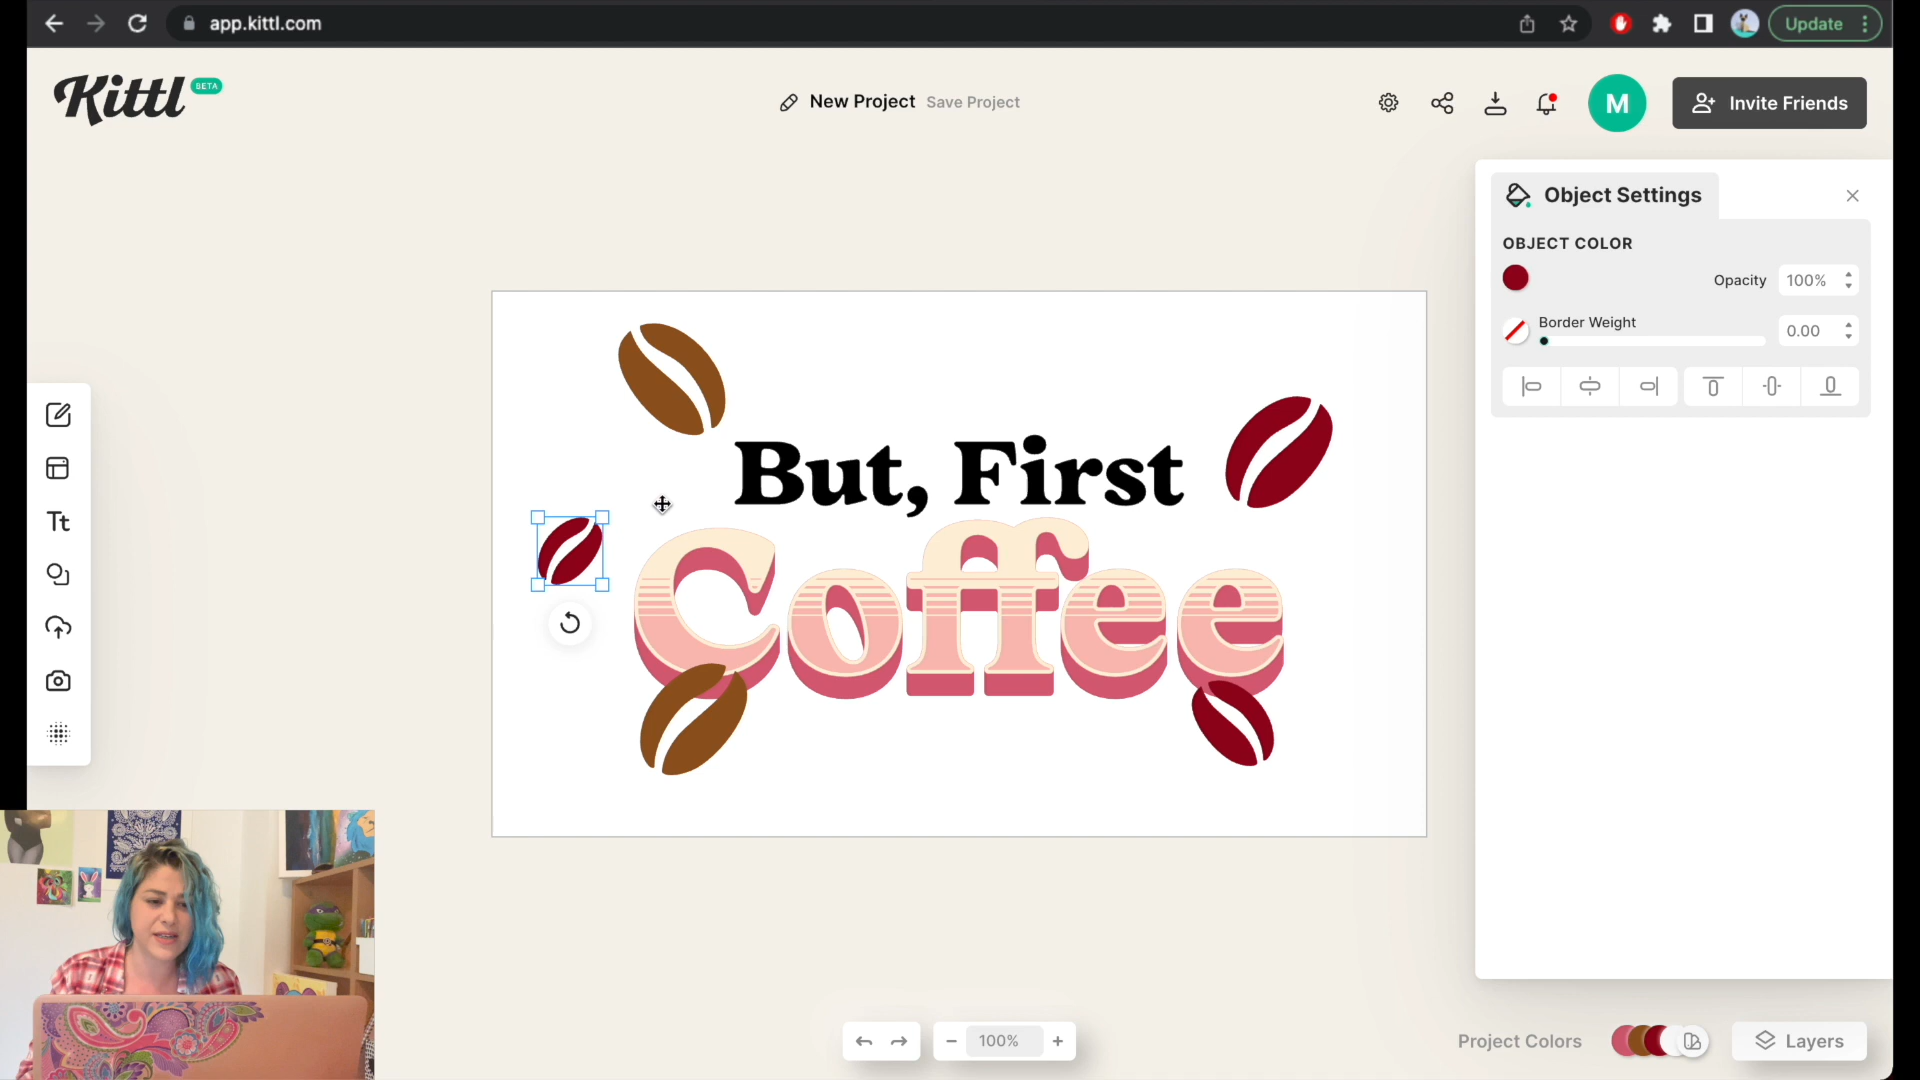 app.kittl.com
Update
Kittl BETA
New Project Save Project
M
Invite Friends
Object Settings
OBJECT COLOR
Opacity 100%
Border Weight
0.00
Tt
But, First
Coffee
100%
Project Colors
Layers